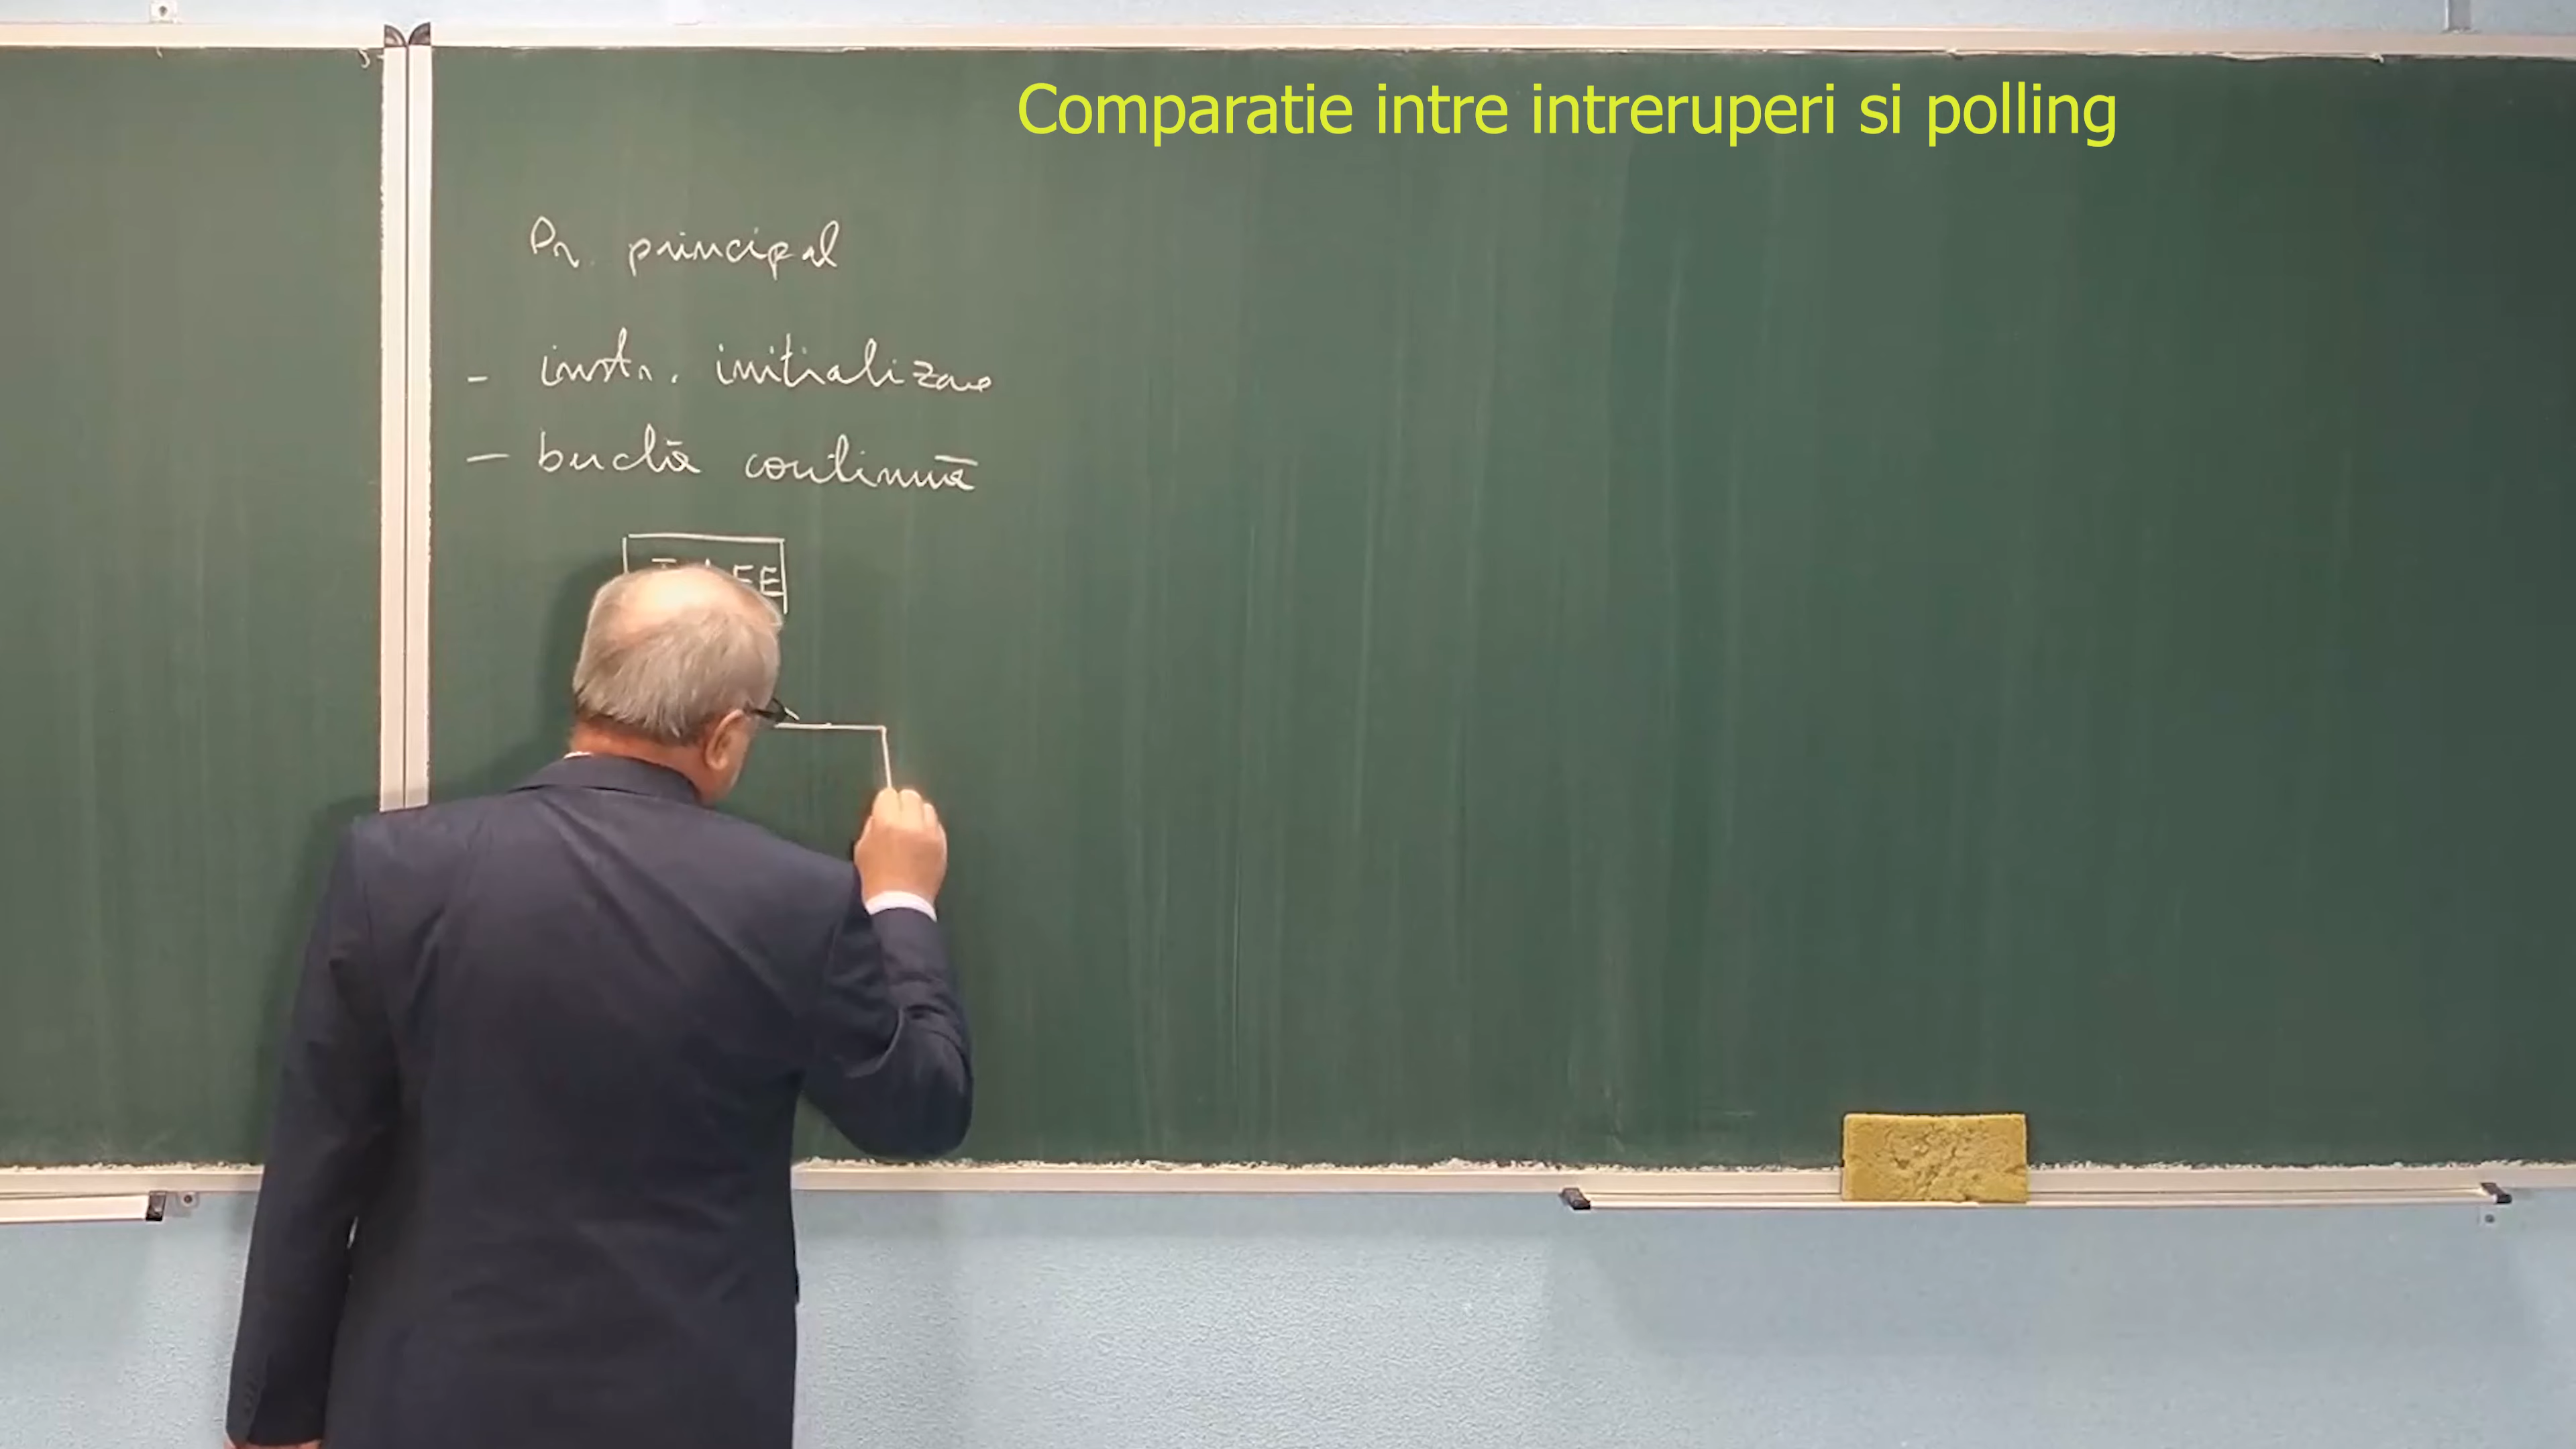 Comparatie intre intreruperi si polling
Pr. principal
- instr. initializare
- buclă continuă